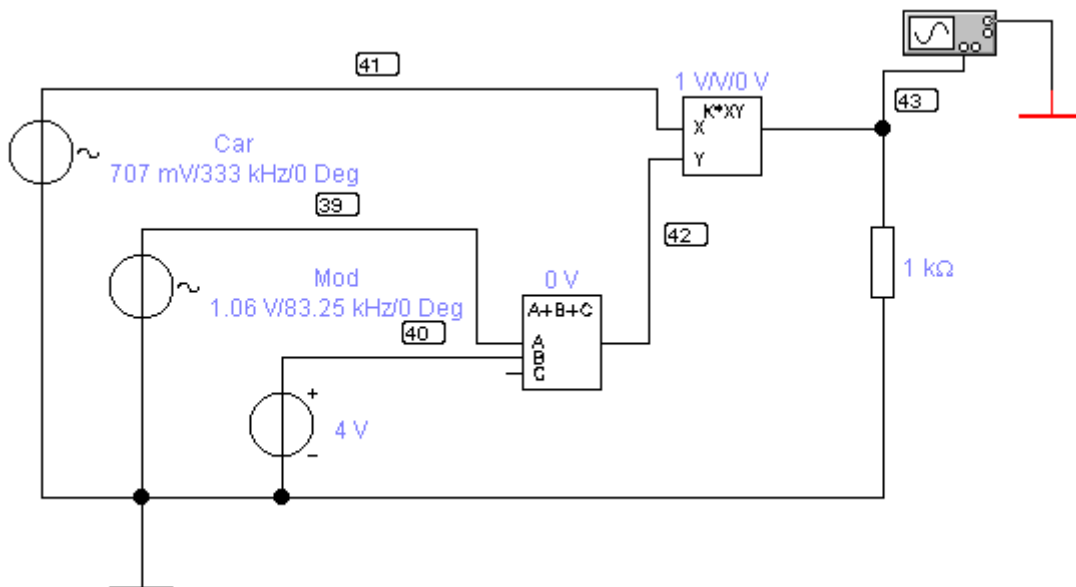 41
1 V/V/0 V
K*XY
X
Y
43
Car
707 mV/333 kHz/0 Deg
39
42
Mod
1.06 V/83.25 kHz/0 Deg
0 V
1 kΩ
A+B+C
40
A
B
C
+
4 V
−